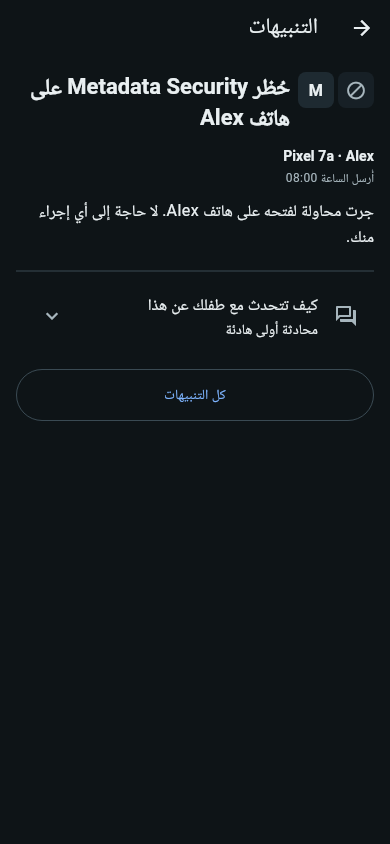 التنبيهات
M
حُظر Metadata Security على
هاتف Alex
Pixel 7a · Alex
أُرسل الساعة 08:00
جرت محاولة لفتحه على هاتف Alex. لا حاجة إلى أي إجراء
منك.
كيف تتحدث مع طفلك عن هذا
محادثة أولى هادئة
كل التنبيهات